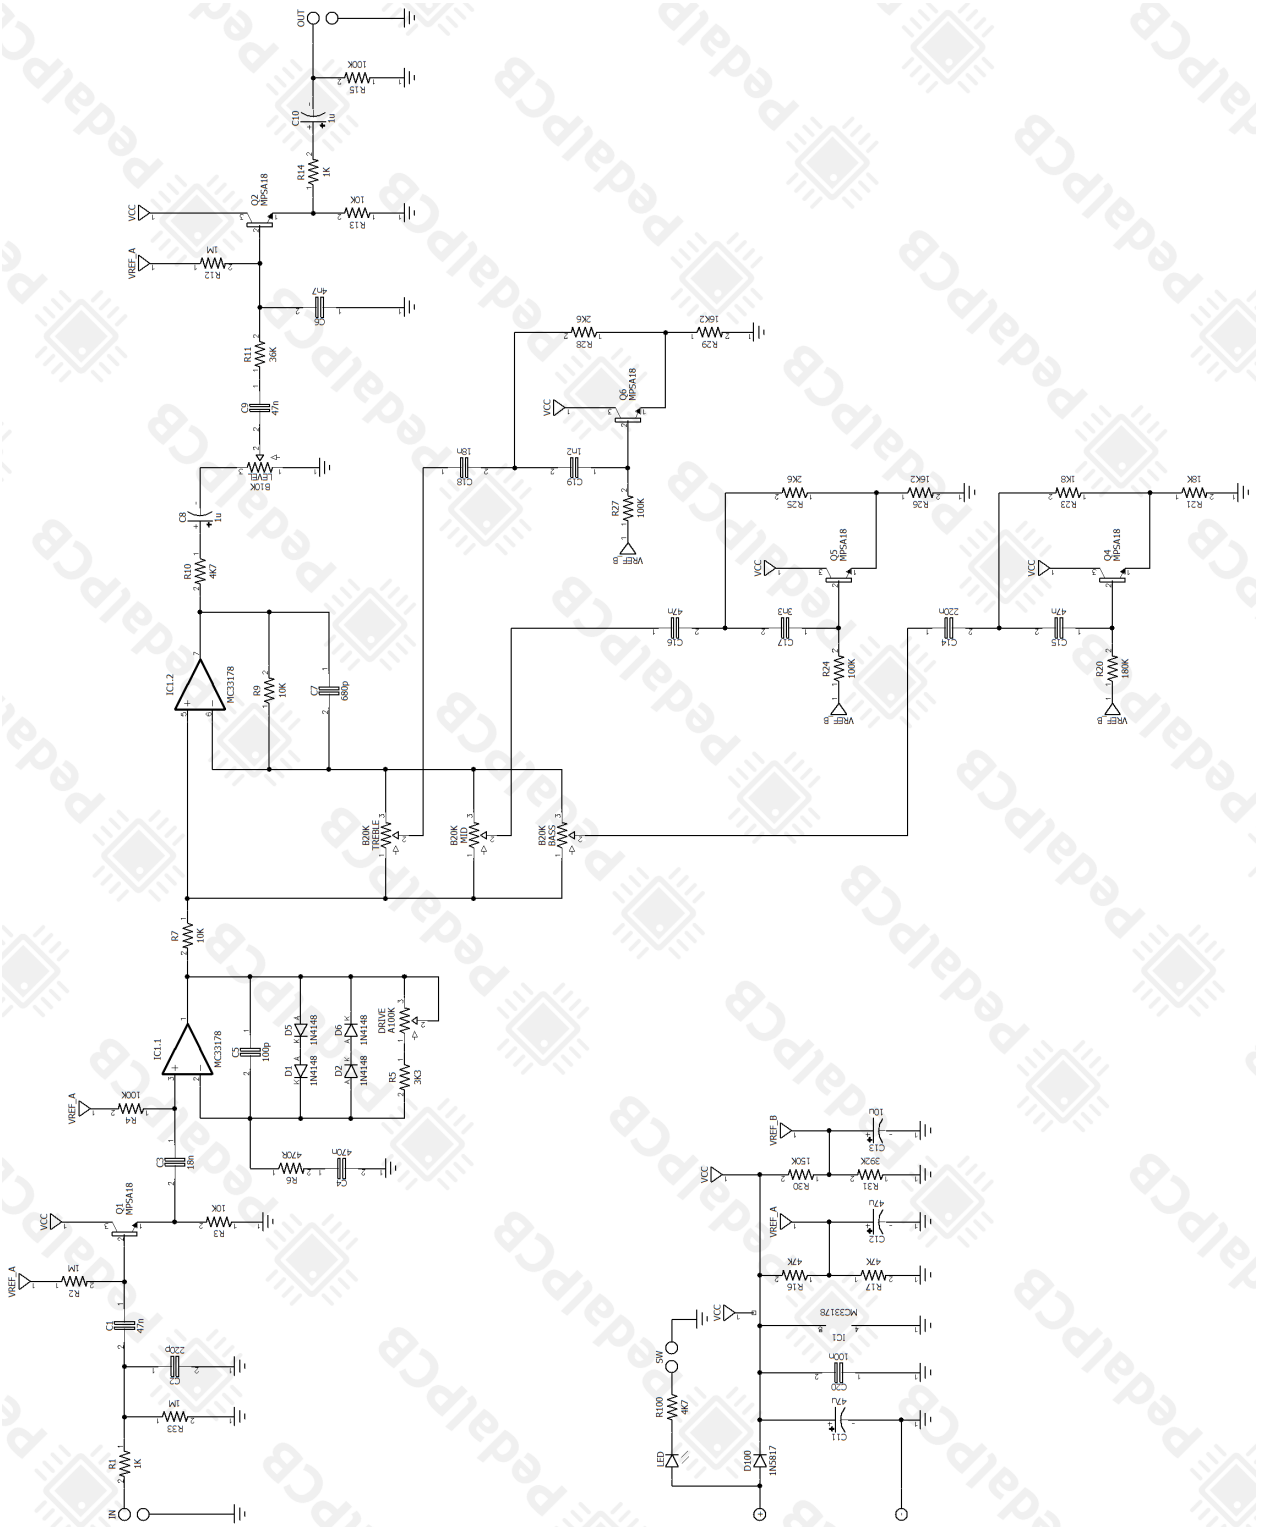 IN
R1
1K
R33
1M
C2
220p
C1
47n
VREF_A
R2
1M
VCC
Q1
MPSA18
R3
10K
C3
18n
VREF_A
R4
100K
IC1.1
MC33178
R6
470R
C4
470n
C5
100p
D1
1N4148
D5
1N4148
D2
1N4148
D6
1N4148
R5
3K3
DRIVE
A100K
R7
10K
B20K
TREBLE
B20K
MID
B20K
BASS
IC1.2
MC33178
R9
10K
C7
680p
R10
4K7
C8
1u
LEVEL
B10K
C9
47n
R11
36K
C6
4n7
VREF_A
R12
1M
VCC
Q2
MPSA18
R13
10K
R14
1K
C10
1u
R15
100K
OUT
C18
18n
C19
1n2
VREF_B
R27
100K
VCC
Q6
MPSA18
R28
2K6
R29
16K2
C16
47n
C17
3n3
VREF_B
R24
100K
VCC
Q5
MPSA18
R25
2K6
R26
16K2
C14
220n
C15
47n
VREF_B
R20
180K
VCC
Q4
MPSA18
R23
1K8
R21
18K
LED
R100
4K7
SW
D100
1N5817
C11
47u
C20
100n
IC1
MC33178
VCC
R16
47K
R17
47K
VREF_A
C12
47u
VCC
R30
150K
R31
392K
VREF_B
C13
10u
PedalPCB